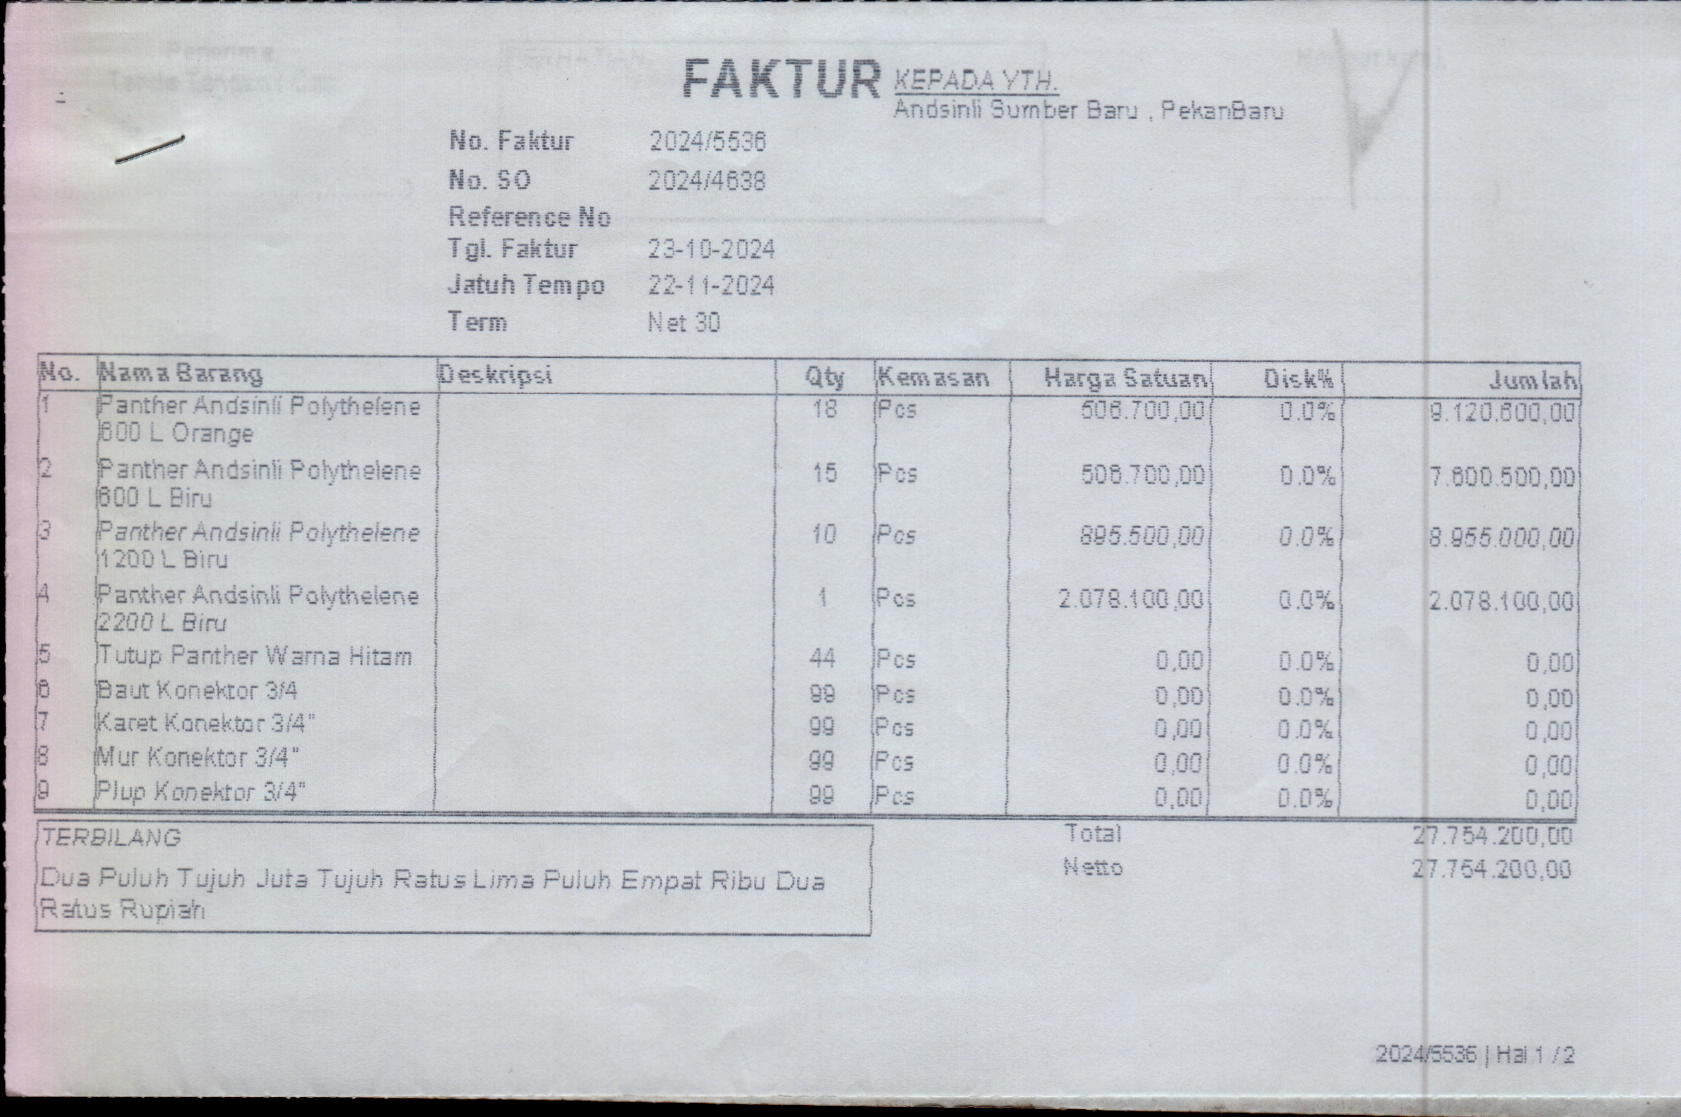 FAKTUR
KEPADA YTH.
Andsinli Sumber Baru , PekanBaru
No. Faktur 2024/5536
No. SO 2024/4638
Reference No
Tgl. Faktur 23-10-2024
Jatuh Tempo 22-11-2024
Term Net 30
No. Nama Barang Deskripsi Qty Kemasan Harga Satuan Disk% Jumlah
1 Panther Andsinli Polythelene 18 Pcs 506.700,00 0.0% 9.120.600,00
600 L Orange
2 Panther Andsinli Polythelene 15 Pcs 506.700,00 0.0% 7.600.500,00
600 L Biru
3 Panther Andsinli Polythelene 10 Pcs 895.500,00 0.0% 8.955.000,00
1200 L Biru
4 Panther Andsinli Polythelene 1 Pcs 2.078.100,00 0.0% 2.078.100,00
2200 L Biru
5 Tutup Panther Warna Hitam 44 Pcs 0,00 0.0% 0,00
6 Baut Konektor 3/4 99 Pcs 0,00 0.0% 0,00
7 Karet Konektor 3/4" 99 Pcs 0,00 0.0% 0,00
8 Mur Konektor 3/4" 99 Pcs 0,00 0.0% 0,00
9 Plup Konektor 3/4" 99 Pcs 0,00 0.0% 0,00
TERBILANG
Dua Puluh Tujuh Juta Tujuh Ratus Lima Puluh Empat Ribu Dua
Ratus Rupiah
Total 27.754.200,00
Netto 27.754.200,00
2024/5536 | Hal 1 / 2